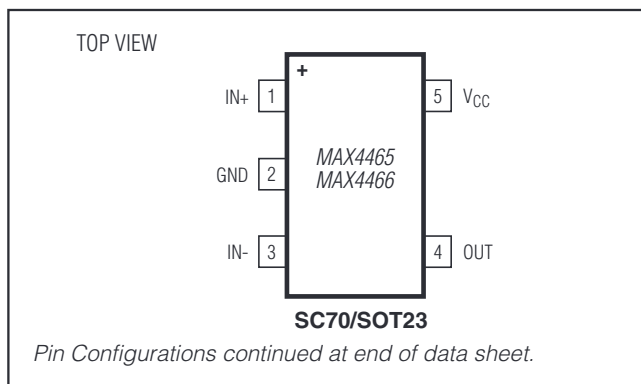 TOP VIEW
+
IN+ 1
5 VCC
MAX4465
MAX4466
GND 2
IN- 3
4 OUT
SC70/SOT23
Pin Configurations continued at end of data sheet.